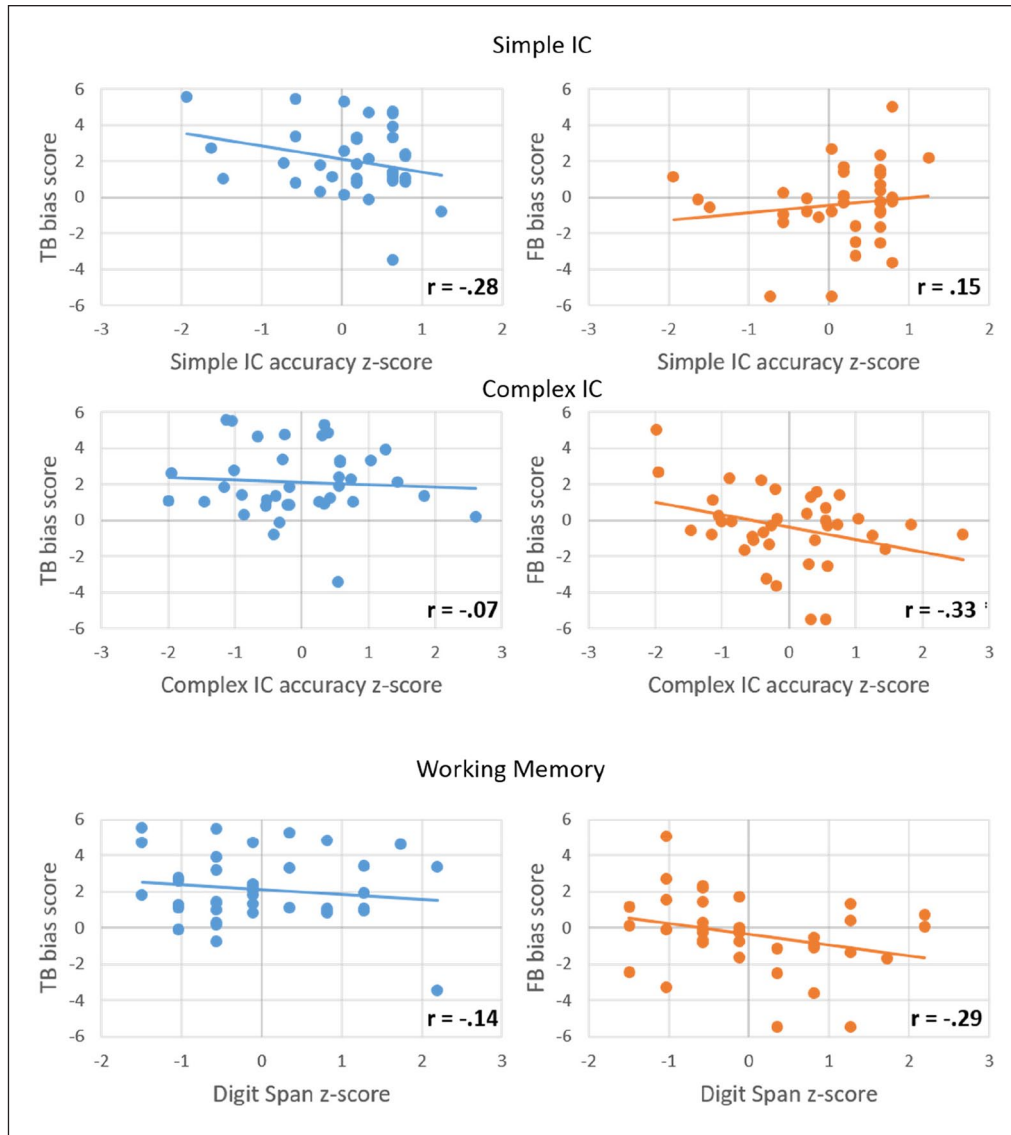 Simple IC
6
4
2
0
-2
-4
-6
TB bias score
r = -.28
-3 -2 -1 0 1 2
Simple IC accuracy z-score
6
4
2
0
-2
-4
-6
FB bias score
r = .15
-3 -2 -1 0 1 2
Simple IC accuracy z-score
Complex IC
6
4
2
0
-2
-4
-6
TB bias score
r = -.07
-3 -2 -1 0 1 2 3
Complex IC accuracy z-score
6
4
2
0
-2
-4
-6
FB bias score
r = -.33 *
-3 -2 -1 0 1 2 3
Complex IC accuracy z-score
Working Memory
6
4
2
0
-2
-4
-6
TB bias score
r = -.14
-2 -1 0 1 2 3
Digit Span z-score
6
4
2
0
-2
-4
-6
FB bias score
r = -.29
-2 -1 0 1 2 3
Digit Span z-score